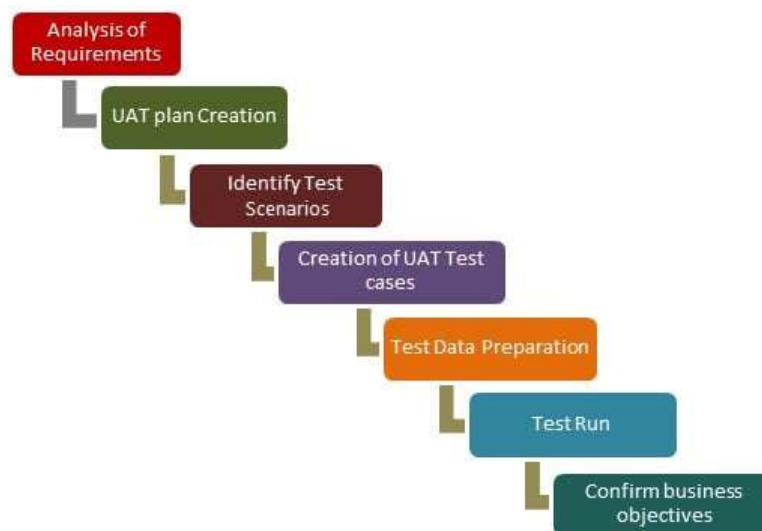 Analysis of
Requirements
UAT plan Creation
Identify Test
Scenarios
Creation of UAT Test
cases
Test Data Preparation
Test Run
Confirm business
objectives